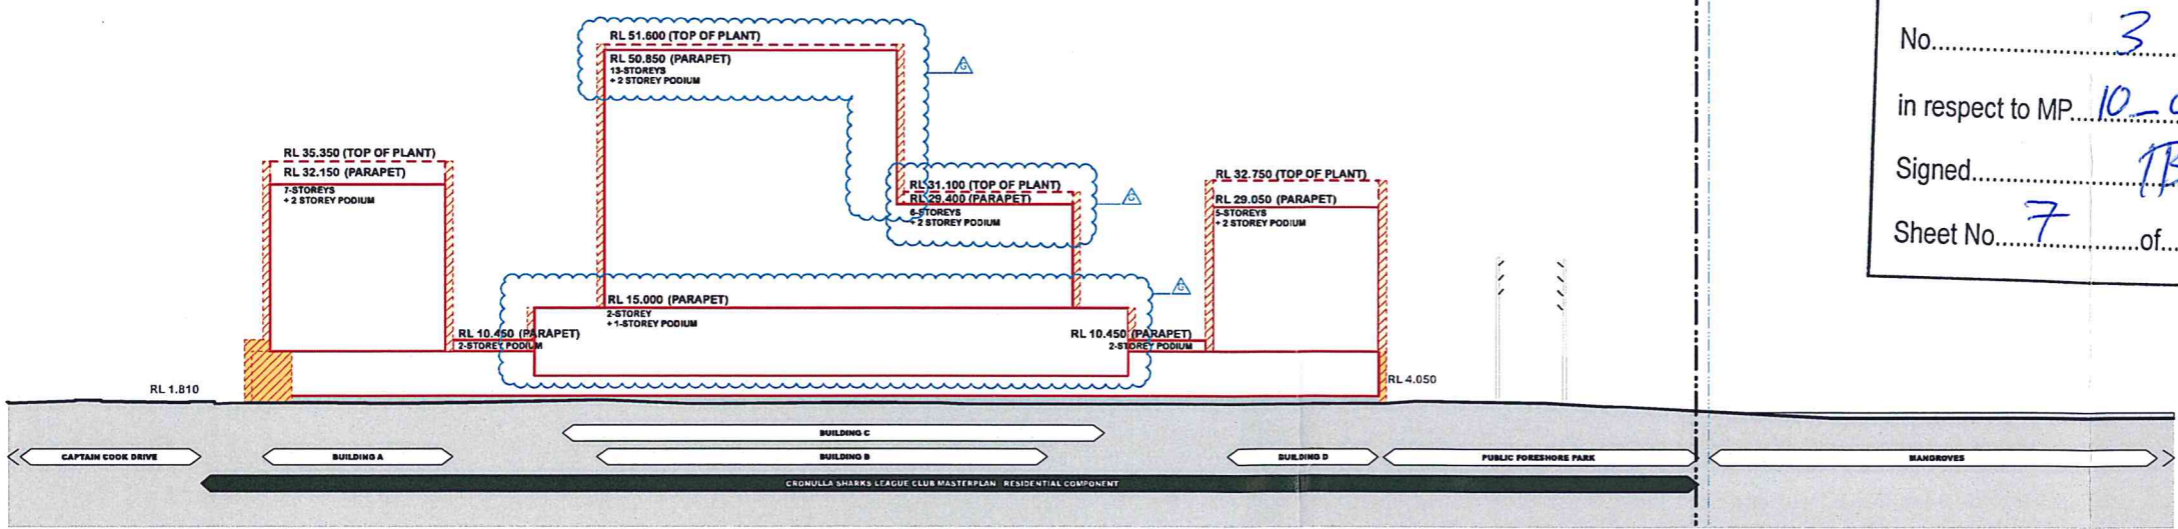 RL 51.600 (TOP OF PLANT)
RL 50.850 (PARAPET)
13-STOREYS
+ 2 STOREY PODIUM
G
RL 35.350 (TOP OF PLANT)
RL 32.150 (PARAPET)
7-STOREYS
+ 2 STOREY PODIUM
RL 31.100 (TOP OF PLANT)
RL 29.400 (PARAPET)
6-STOREYS
+ 2 STOREY PODIUM
G
RL 32.750 (TOP OF PLANT)
RL 29.050 (PARAPET)
5-STOREYS
+ 2 STOREY PODIUM
RL 15.000 (PARAPET)
2-STOREY
+ 1-STOREY PODIUM
G
RL 10.450 (PARAPET)
2-STOREY PODIUM
RL 10.450 (PARAPET)
2-STOREY PODIUM
RL 1.810
RL 4.050
BUILDING C
CAPTAIN COOK DRIVE
BUILDING A
BUILDING B
BUILDING D
PUBLIC FORESHORE PARK
MANGROVES
CRONULLA SHARKS LEAGUE CLUB MASTERPLAN RESIDENTIAL COMPONENT
No. 3
in respect to MP. 10_
Signed
Sheet No. 7 of